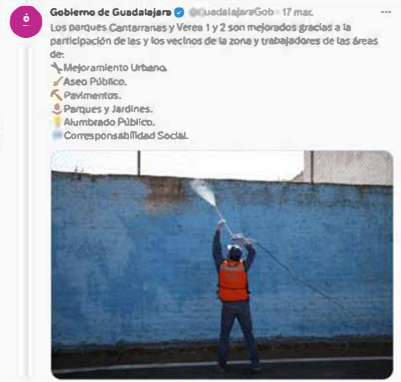 Gobierno de Guadalajara @GuadalajaraGob · 17 mar.
Los parques Cantarranas y Verea 1 y 2 son mejorados gracias a la
participación de las y los vecinos de la zona y trabajadores de las áreas
de:
Mejoramiento Urbano.
Aseo Público.
Pavimentos.
Parques y Jardines.
Alumbrado Público.
Corresponsabilidad Social.